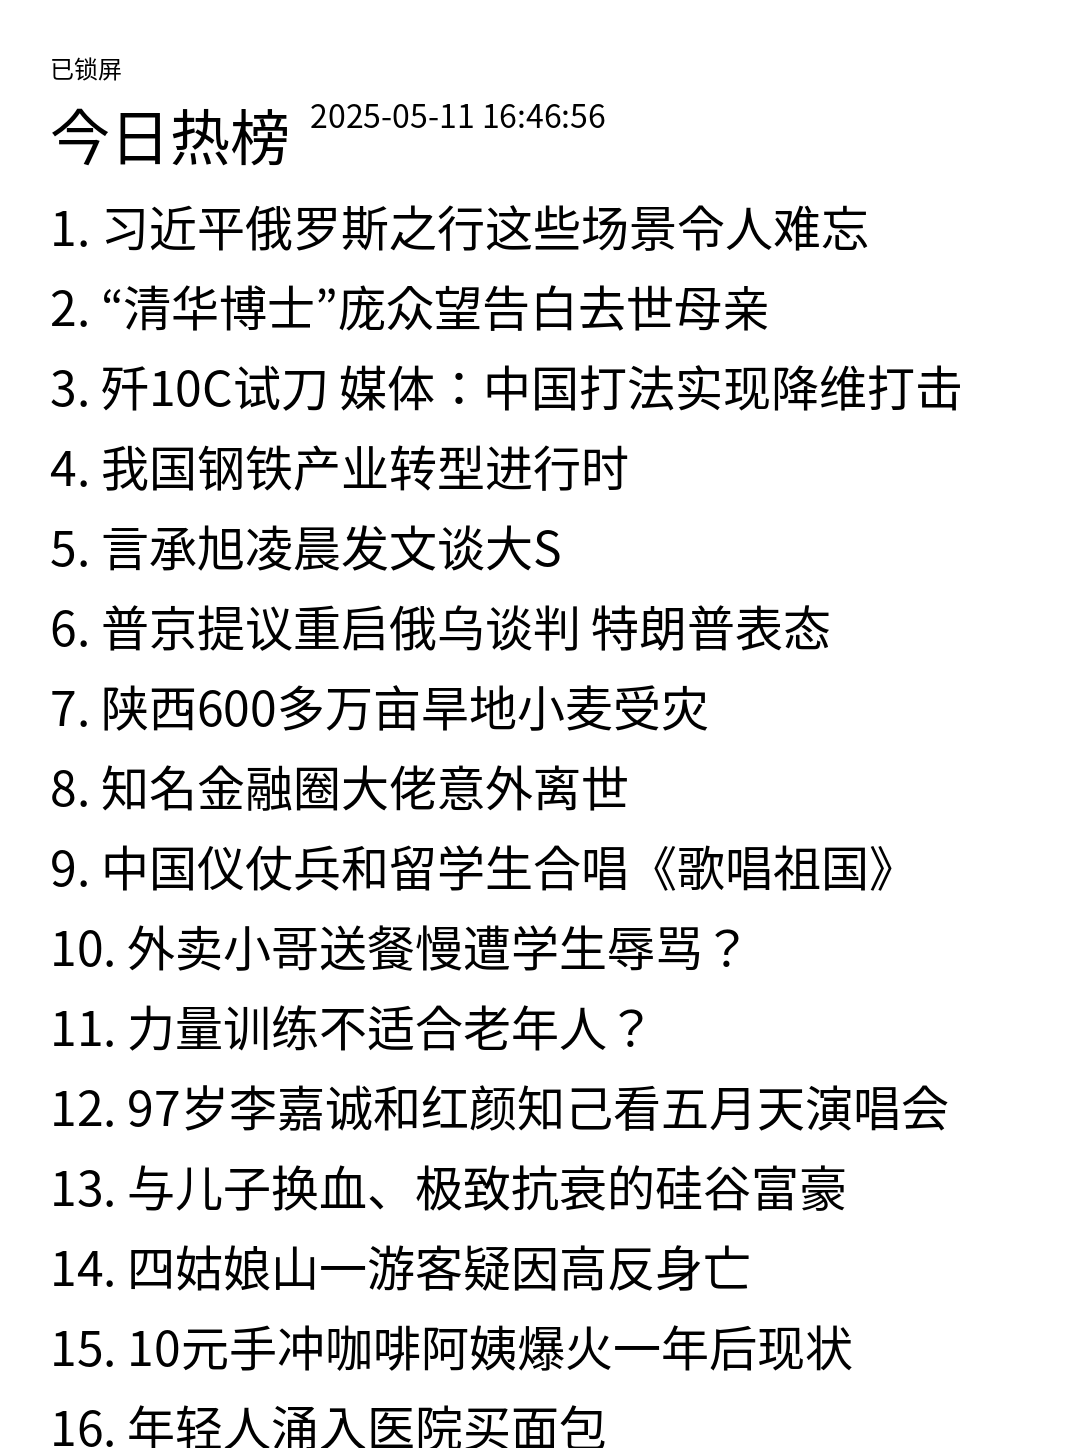 已锁屏
今日热榜 2025-05-11 16:46:56
1. 习近平俄罗斯之行这些场景令人难忘
2. “清华博士”庞众望告白去世母亲
3. 歼10C试刀 媒体：中国打法实现降维打击
4. 我国钢铁产业转型进行时
5. 言承旭凌晨发文谈大S
6. 普京提议重启俄乌谈判 特朗普表态
7. 陕西600多万亩旱地小麦受灾
8. 知名金融圈大佬意外离世
9. 中国仪仗兵和留学生合唱《歌唱祖国》
10. 外卖小哥送餐慢遭学生辱骂？
11. 力量训练不适合老年人？
12. 97岁李嘉诚和红颜知己看五月天演唱会
13. 与儿子换血、极致抗衰的硅谷富豪
14. 四姑娘山一游客疑因高反身亡
15. 10元手冲咖啡阿姨爆火一年后现状
16. 年轻人涌入医院买面包